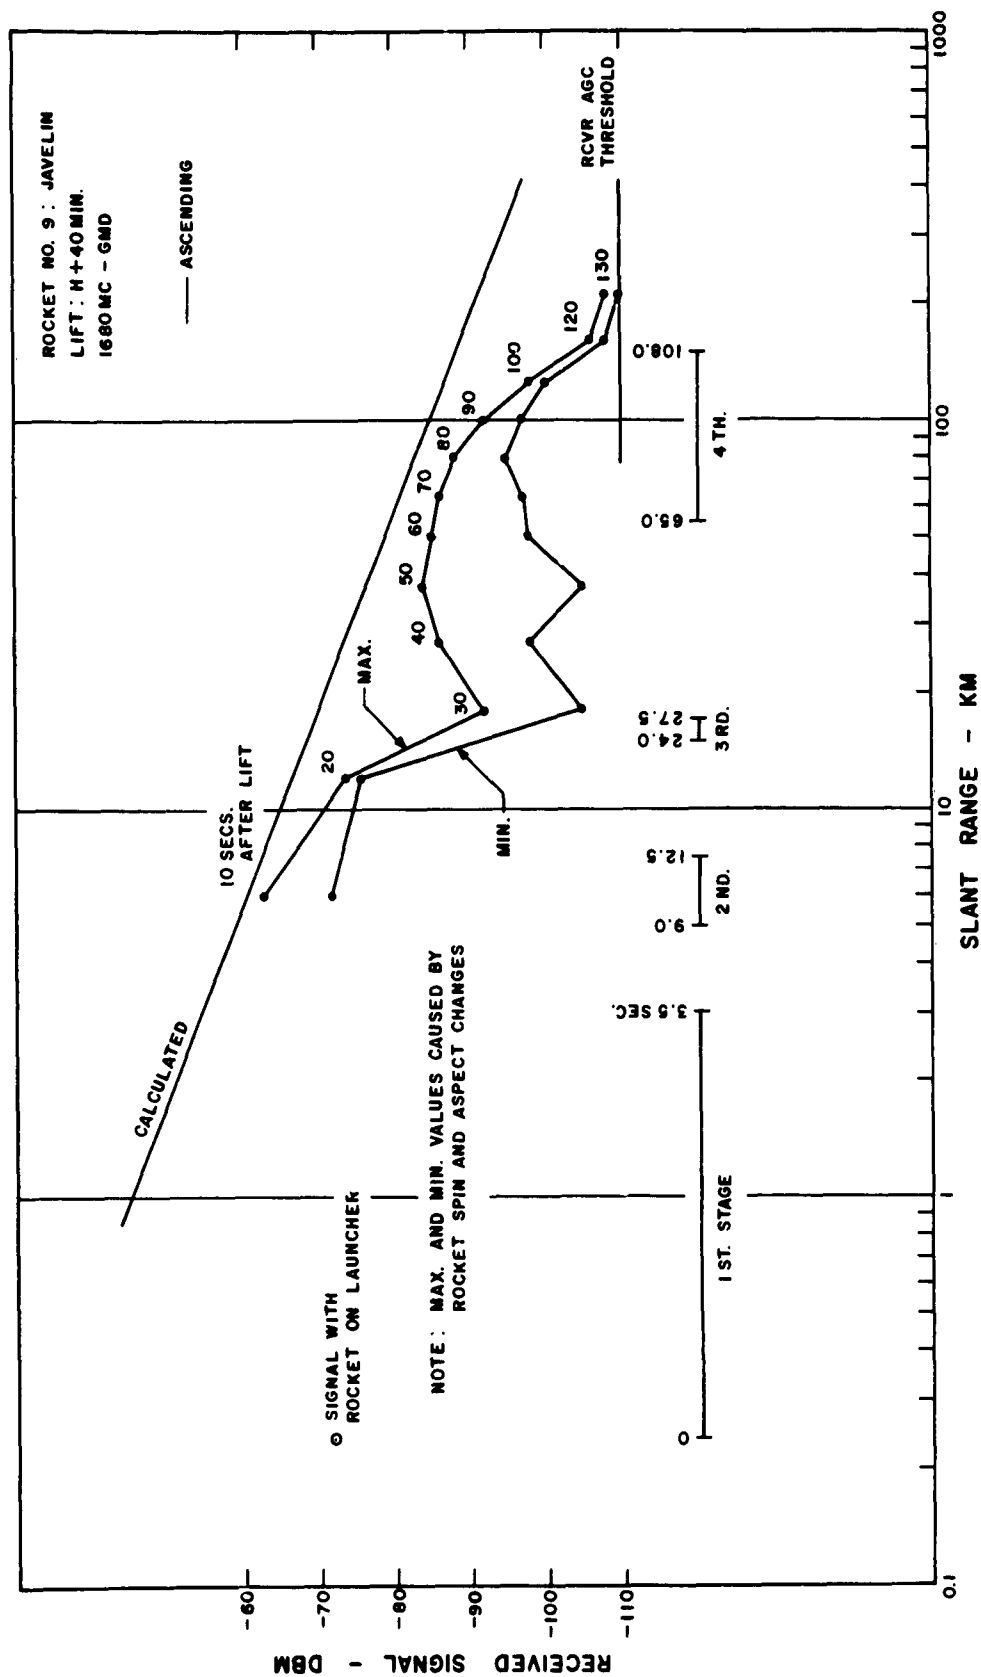 ROCKET NO. 9 : JAVELIN
LIFT : H+40 MIN.
1680 MC - GMD
ASCENDING
CALCULATED
10 SECS.
AFTER LIFT
20
30
40
50
60
70
80
90
100
120
130
MAX.
MIN.
RCVR AGC
THRESHOLD
SIGNAL WITH
ROCKET ON LAUNCHER
NOTE : MAX. AND MIN. VALUES CAUSED BY
ROCKET SPIN AND ASPECT CHANGES
0
3.5 SEC.
1 ST. STAGE
9.0
12.5
2 ND.
24.0
27.5
3 RD.
65.0
108.0
4 TH.
RECEIVED SIGNAL - DBM
-60
-70
-80
-90
-100
-110
0.1
1
10
100
1000
SLANT RANGE - KM